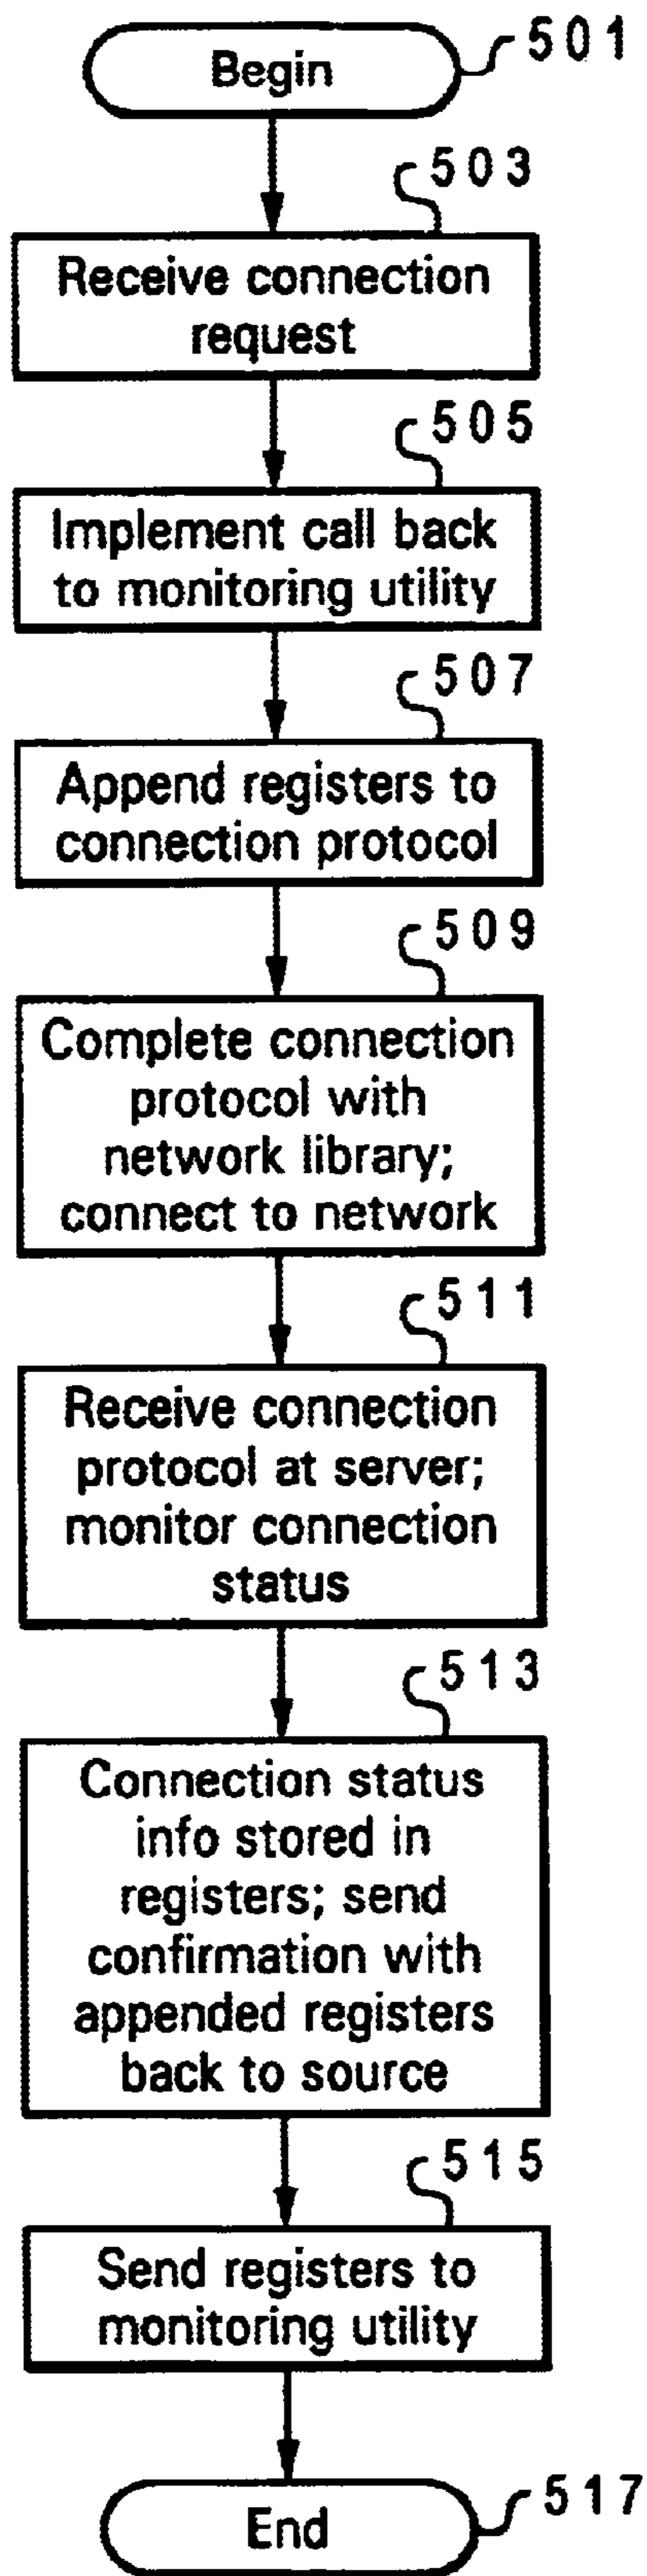 Begin
501
503
Receive connection
request
505
Implement call back
to monitoring utility
507
Append registers to
connection protocol
509
Complete connection
protocol with
network library;
connect to network
511
Receive connection
protocol at server;
monitor connection
status
513
Connection status
info stored in
registers; send
confirmation with
appended registers
back to source
515
Send registers to
monitoring utility
End
517